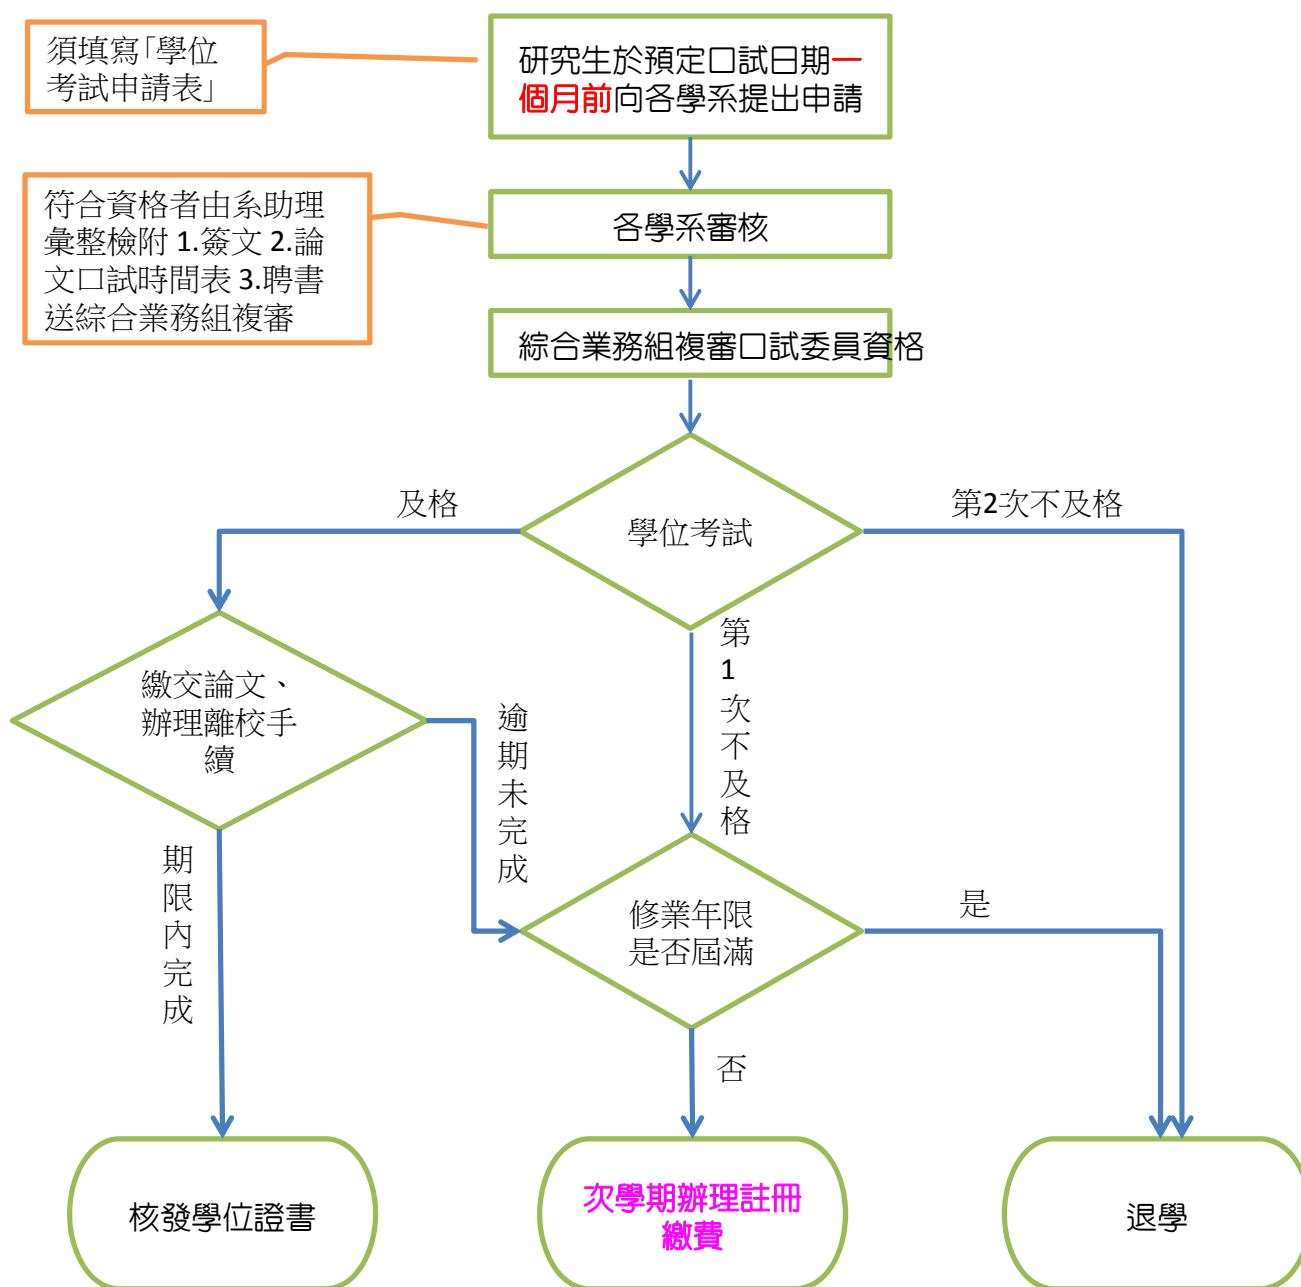 須填寫「學位
考試申請表」
研究生於預定口試日期一
個月前向各學系提出申請
符合資格者由系助理
彙整檢附 1.簽文 2.論
文口試時間表 3.聘書
送綜合業務組複審
各學系審核
綜合業務組複審口試委員資格
及格
學位考試
第2次不及格
第
1
次
不
及
格
繳交論文、
辦理離校手
續
逾
期
未
完
成
期
限
內
完
成
修業年限
是否屆滿
是
否
核發學位證書
次學期辦理註冊
繳費
退學